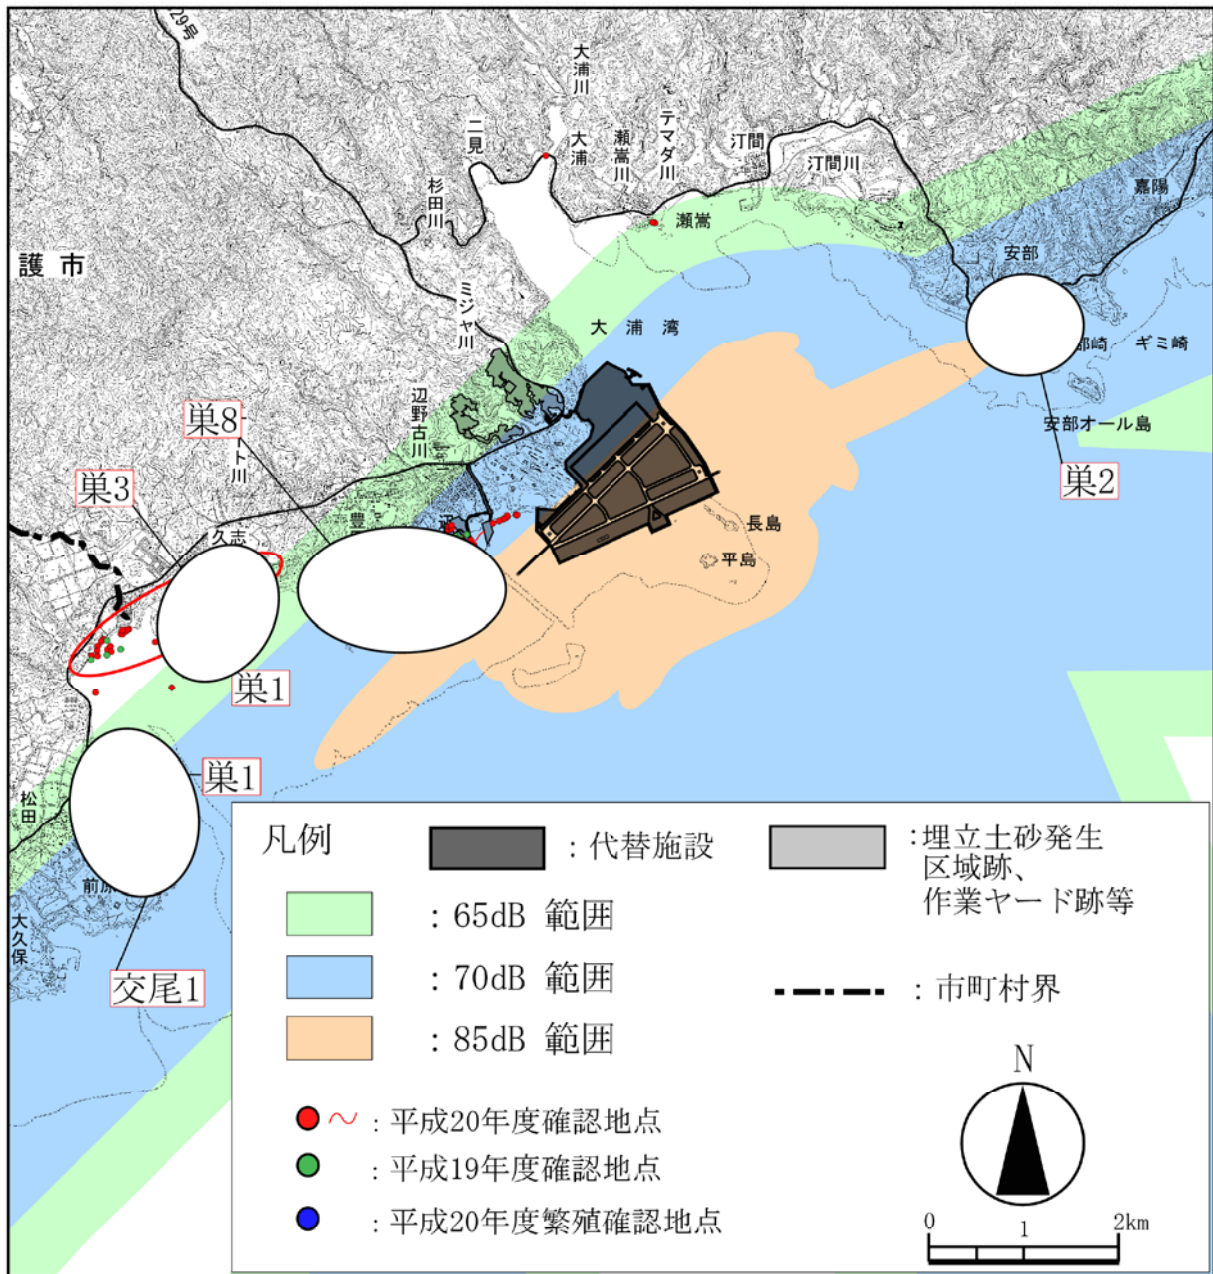 29号
大浦川
二見
大浦
瀬嵩川
テマダ川
汀間
汀間川
杉田川
嘉陽
瀬嵩
護市
安部
ミジャ川
大浦湾
部崎
ギミ崎
辺野古川
安部オール島
巣8
ト川
巣2
巣3
久志
豊
辺
長島
平島
巣1
巣1
松田
前原
大久保
交尾1
凡例
:代替施設
:埋立土砂発生
区域跡、
作業ヤード跡等
:65dB 範囲
:70dB 範囲
:市町村界
:85dB 範囲
N
:平成20年度確認地点
:平成19年度確認地点
:平成20年度繁殖確認地点
0 1 2km